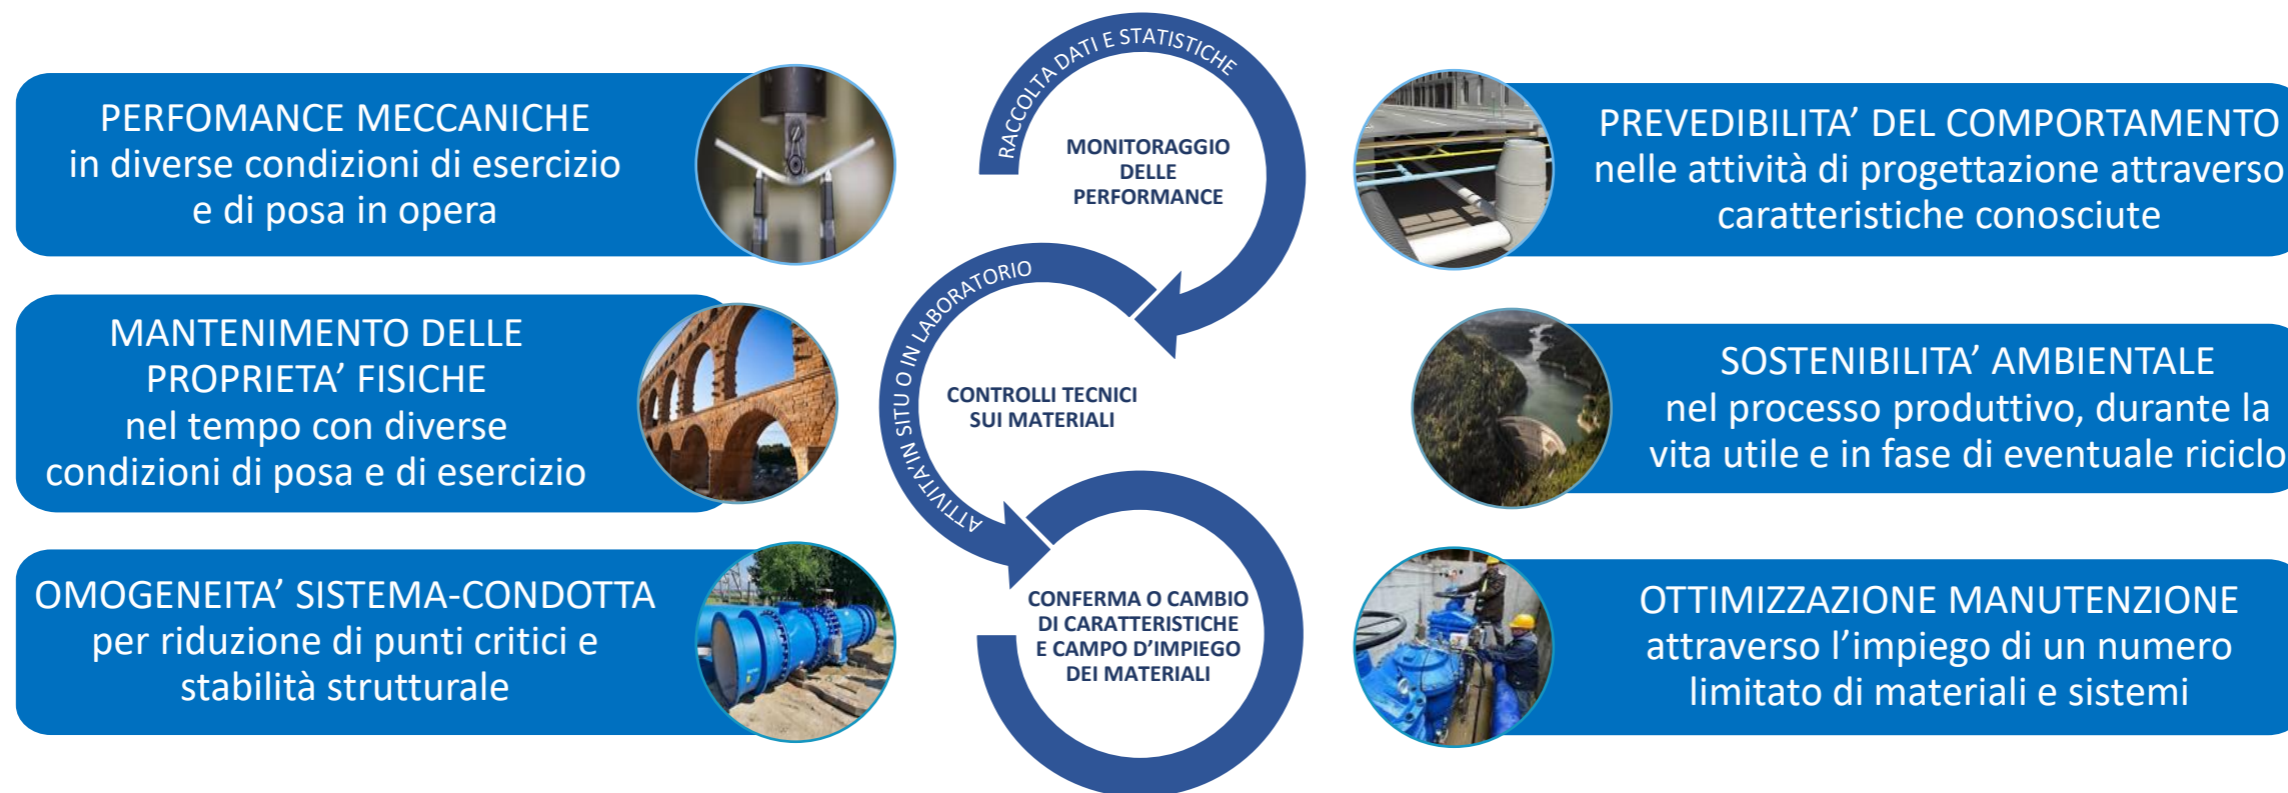 PERFOMANCE MECCANICHE
in diverse condizioni di esercizio
e di posa in opera
MANTENIMENTO DELLE
PROPRIETA’ FISICHE
nel tempo con diverse
condizioni di posa e di esercizio
OMOGENEITA’ SISTEMA-CONDOTTA
per riduzione di punti critici e
stabilità strutturale
RACCOLTA DATI E STATISTICHE
MONITORAGGIO
DELLE
PERFORMANCE
ATTIVITA’ IN SITU O IN LABORATORIO
CONTROLLI TECNICI
SUI MATERIALI
CONFERMA O CAMBIO
DI CARATTERISTICHE
E CAMPO D’IMPIEGO
DEI MATERIALI
PREVEDIBILITA’ DEL COMPORTAMENTO
nelle attività di progettazione attraverso
caratteristiche conosciute
SOSTENIBILITA’ AMBIENTALE
nel processo produttivo, durante la
vita utile e in fase di eventuale riciclo
OTTIMIZZAZIONE MANUTENZIONE
attraverso l’impiego di un numero
limitato di materiali e sistemi